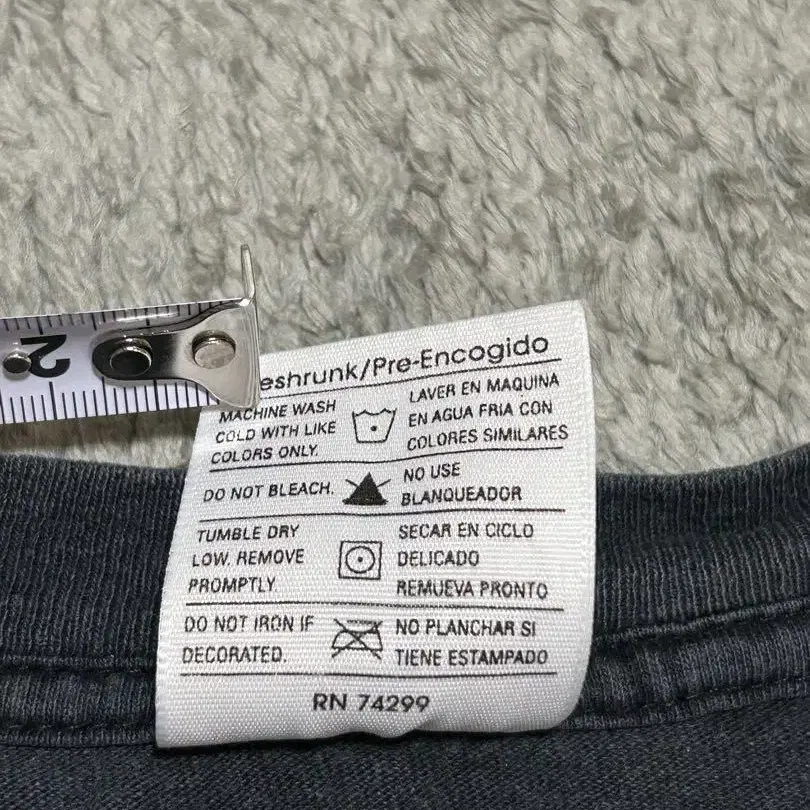 2
eshrunk/Pre-Encogido
MACHINE WASH
COLD WITH LIKE
COLORS ONLY.
LAVER EN MAQUINA
EN AGUA FRIA CON
COLORES SIMILARES
DO NOT BLEACH.
NO USE
BLANQUEADOR
TUMBLE DRY
LOW. REMOVE
PROMPTLY
SECAR EN CICLO
DELICADO
REMUEVA PRONTO
DO NOT IRON IF
DECORATED.
NO PLANCHAR SI
TIENE ESTAMPADO
RN 74299